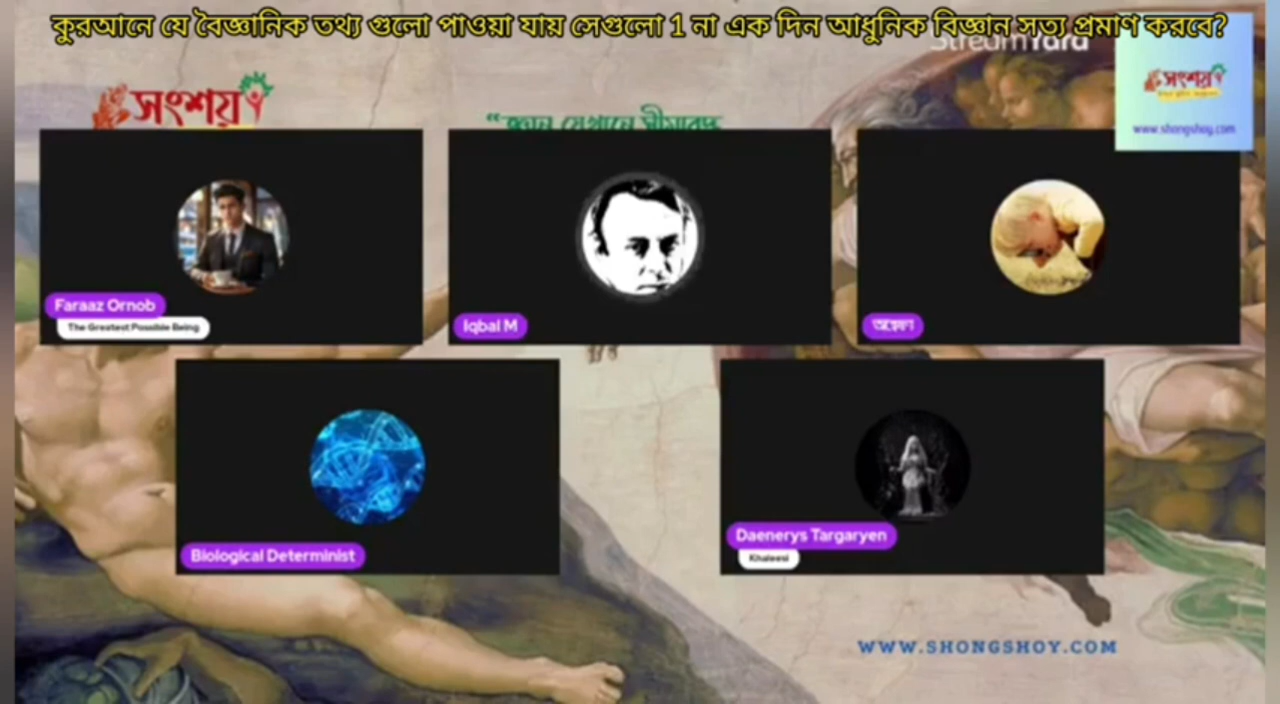 কুরআনে যে বৈজ্ঞানিক তথ্য গুলো পাওয়া যায় সেগুলো 1 না এক দিন আধুনিক বিজ্ঞান সত্য প্রমাণ করবে?
StreamYard
সংশয়
সংশয়
www.shongshoy.com
“জ্ঞান যেখানে সীমাবদ্ধ
Faraaz Ornob
The Greatest Possible Being
Iqbal M
Biological Determinist
Daenerys Targaryen
Khaleesi
WWW.SHONGSHOY.COM